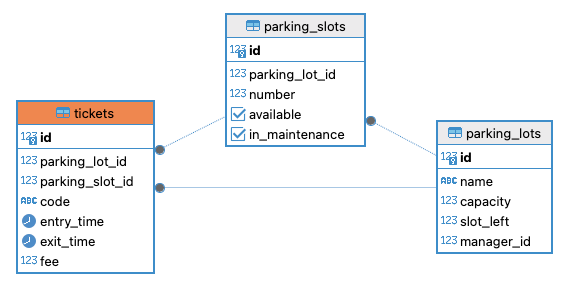 parking_slots
123 id
123 parking_lot_id
123 number
available
in_maintenance
tickets
123 id
123 parking_lot_id
123 parking_slot_id
ABC code
entry_time
exit_time
123 fee
parking_lots
123 id
ABC name
123 capacity
123 slot_left
123 manager_id